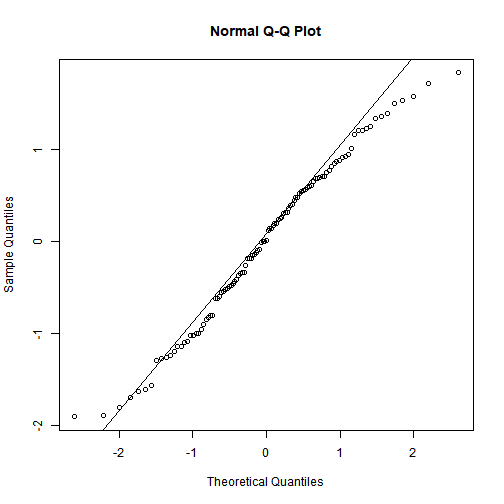 Normal Q-Q Plot
Sample Quantiles
1
0
-1
-2
-2 -1 0 1 2
Theoretical Quantiles